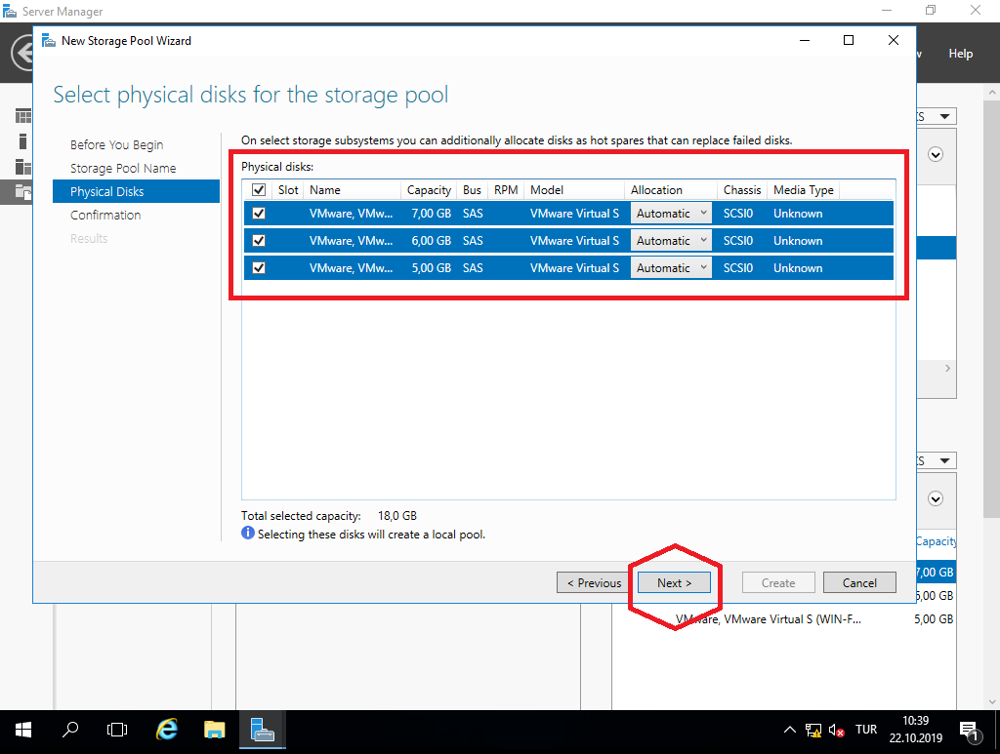 Server Manager
New Storage Pool Wizard
Help
Select physical disks for the storage pool
Before You Begin
Storage Pool Name
Physical Disks
Confirmation
Results
On select storage subsystems you can additionally allocate disks as hot spares that can replace failed disks.
Physical disks:
Slot Name Capacity Bus RPM Model Allocation Chassis Media Type
VMware, VMw... 7,00 GB SAS VMware Virtual S Automatic SCSI0 Unknown
VMware, VMw... 6,00 GB SAS VMware Virtual S Automatic SCSI0 Unknown
VMware, VMw... 5,00 GB SAS VMware Virtual S Automatic SCSI0 Unknown
Total selected capacity: 18,0 GB
Selecting these disks will create a local pool.
< Previous Next > Create Cancel
Capacity
7,00 GB
6,00 GB
VMware, VMware Virtual S (WIN-F... 5,00 GB
TUR
10:39
22.10.2019
1